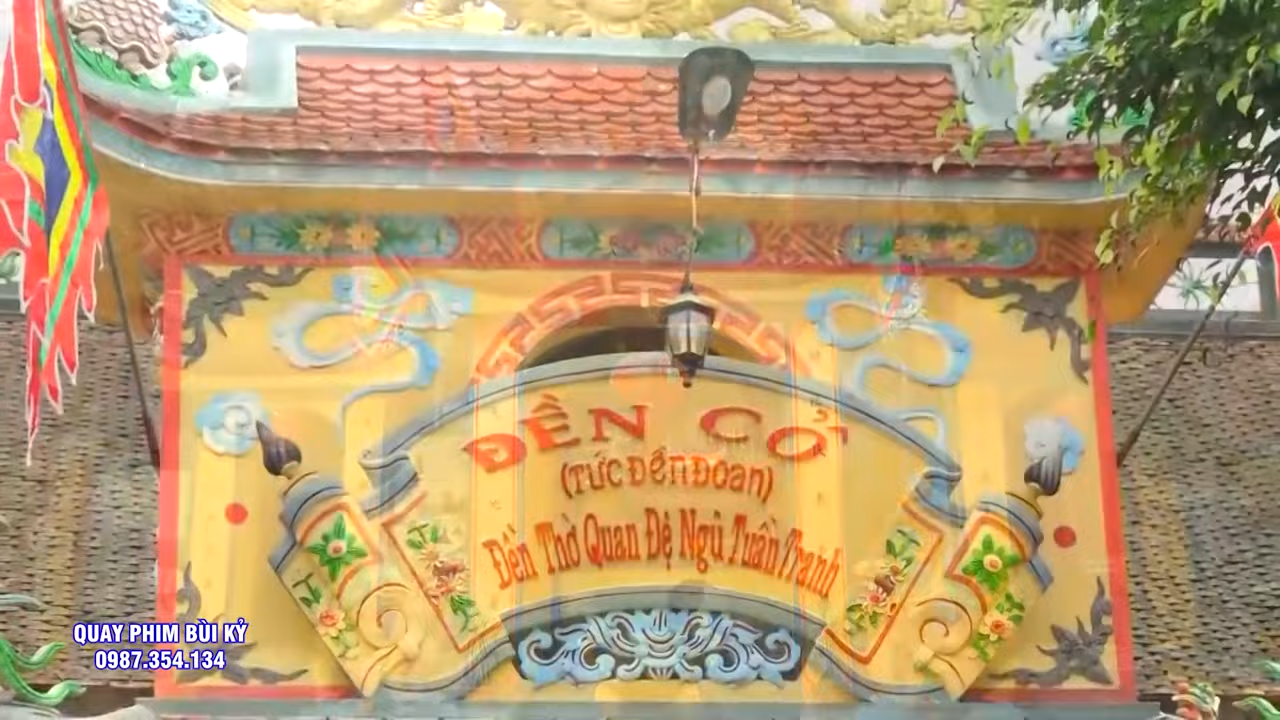 ĐỀN CỔ
(TỨC ĐỀN ĐOAN)
Đền Thờ Quan Đệ Ngũ Tuần Tranh
QUAY PHIM BÙI KỶ
0987.354.134